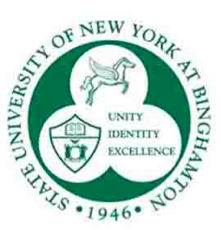 STATE UNIVERSITY OF NEW YORK AT BINGHAMTON
UNITY
IDENTITY
EXCELLENCE
•1946•